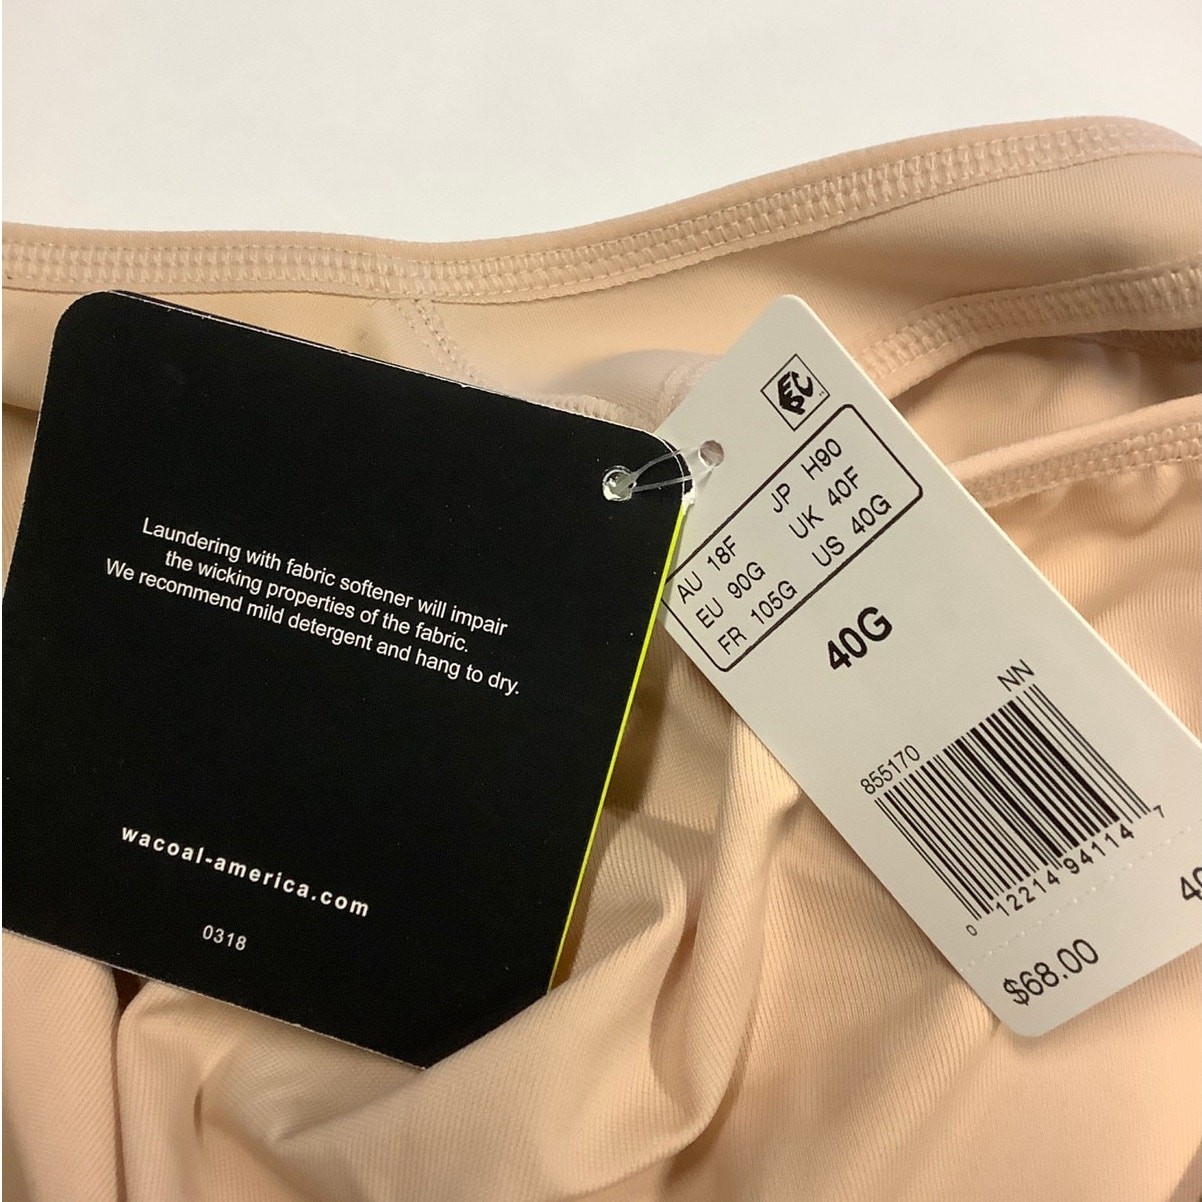 Laundering with fabric softener will impair
the wicking properties of the fabric.
We recommend mild detergent and hang to dry.
wacoal-america.com
0318
AU 18F JP H90
EU 90G UK 40F
FR 105G US 40G
40G
855170 NN
0 12214 94114 7
$68.00
40